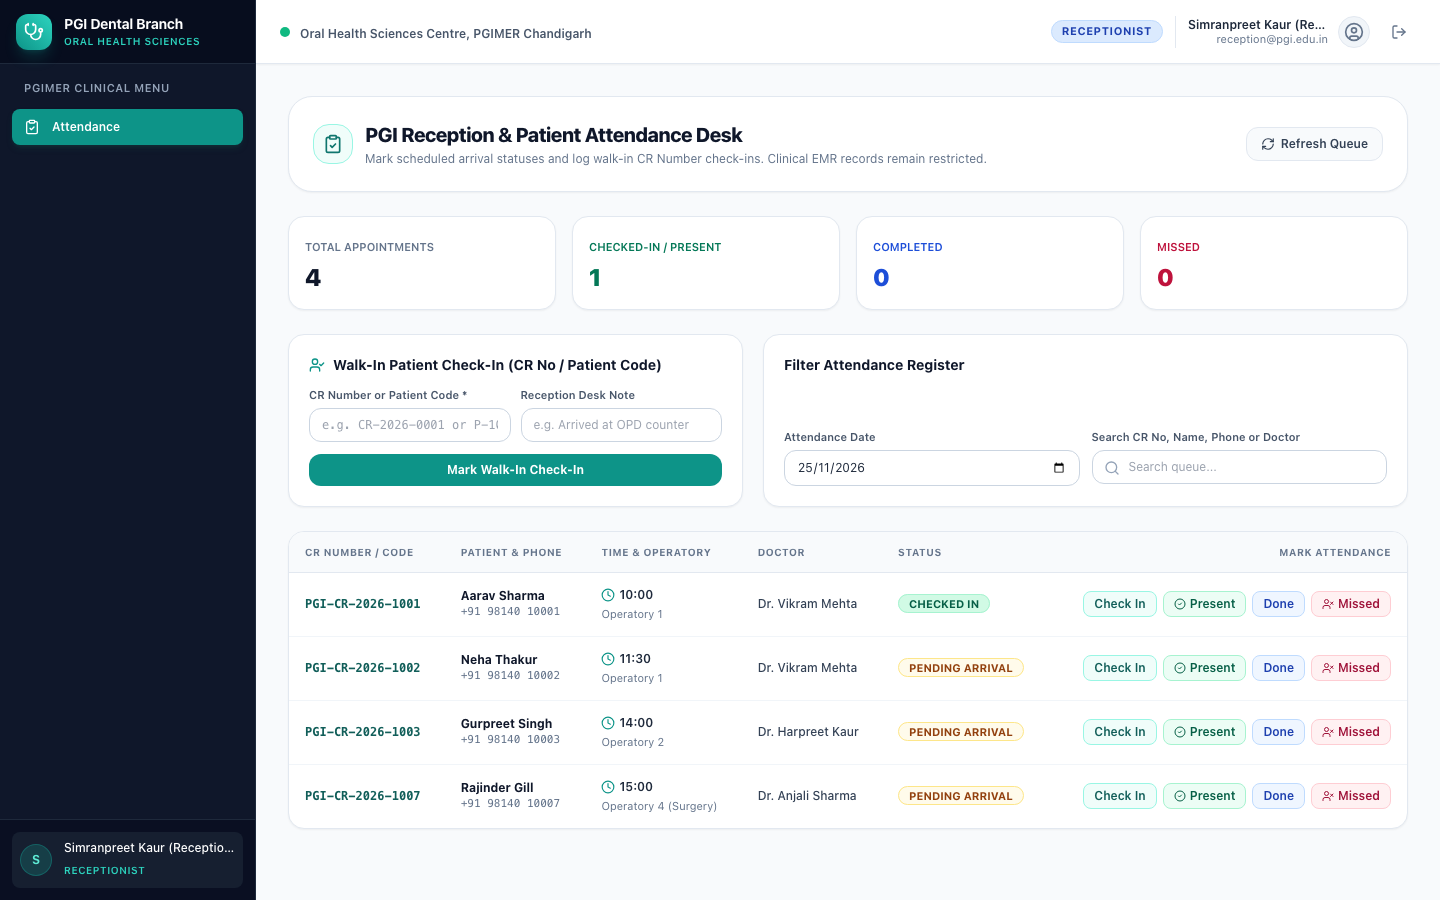 PGI Dental Branch
ORAL HEALTH SCIENCES
PGIMER CLINICAL MENU
Attendance
Oral Health Sciences Centre, PGIMER Chandigarh
RECEPTIONIST
Simranpreet Kaur (Re...
reception@pgi.edu.in
PGI Reception & Patient Attendance Desk
Mark scheduled arrival statuses and log walk-in CR Number check-ins. Clinical EMR records remain restricted.
Refresh Queue
TOTAL APPOINTMENTS
4
CHECKED-IN / PRESENT
1
COMPLETED
0
MISSED
0
Walk-In Patient Check-In (CR No / Patient Code)
CR Number or Patient Code *
Reception Desk Note
e.g. CR-2026-0001 or P-10
e.g. Arrived at OPD counter
Mark Walk-In Check-In
Filter Attendance Register
Attendance Date
Search CR No, Name, Phone or Doctor
25/11/2026
Search queue...
CR NUMBER / CODE PATIENT & PHONE TIME & OPERATORY DOCTOR STATUS MARK ATTENDANCE
PGI-CR-2026-1001 Aarav Sharma 10:00 Dr. Vikram Mehta CHECKED IN Check In Present Done Missed
+91 98140 10001 Operatory 1
PGI-CR-2026-1002 Neha Thakur 11:30 Dr. Vikram Mehta PENDING ARRIVAL Check In Present Done Missed
+91 98140 10002 Operatory 1
PGI-CR-2026-1003 Gurpreet Singh 14:00 Dr. Harpreet Kaur PENDING ARRIVAL Check In Present Done Missed
+91 98140 10003 Operatory 2
PGI-CR-2026-1007 Rajinder Gill 15:00 Dr. Anjali Sharma PENDING ARRIVAL Check In Present Done Missed
+91 98140 10007 Operatory 4 (Surgery)
S
Simranpreet Kaur (Receptio...
RECEPTIONIST